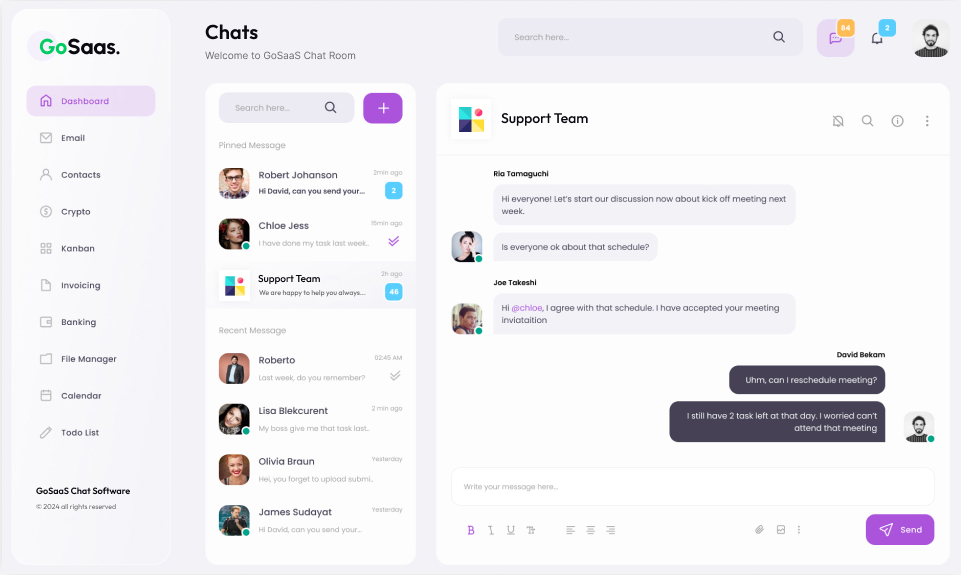 GoSaas.
Dashboard
Email
Contacts
Crypto
Kanban
Invoicing
Banking
File Manager
Calendar
Todo List
GoSaaS Chat Software
© 2024 all rights reserved
Chats
Welcome to GoSaaS Chat Room
Search here...
84
2
Search here...
+
Pinned Message
Robert Johanson
2min ago
Hi David, can you send your...
2
Chloe Jess
16min ago
I have done my task last week..
Support Team
2h ago
We are happy to help you always....
46
Recent Message
Roberto
02:45 AM
Last week, do you remember?
Lisa Blekcurent
2 min ago
My boss give me that task last..
Olivia Braun
Yesterday
Hei, you forget to upload submi..
James Sudayat
Yesterday
Hi David, can you send your...
Support Team
Ria Tamaguchi
Hi everyone! Let's start our discussion now about kick off meeting next
week.
Is everyone ok about that schedule?
Joe Takeshi
Hi @chloe, I agree with that schedule. I have accepted your meeting
inviataition
David Bekam
Uhm, can I reschedule meeting?
I still have 2 task left at that day. I worried can't
attend that meeting
Write your message here...
B I U Tr
Send